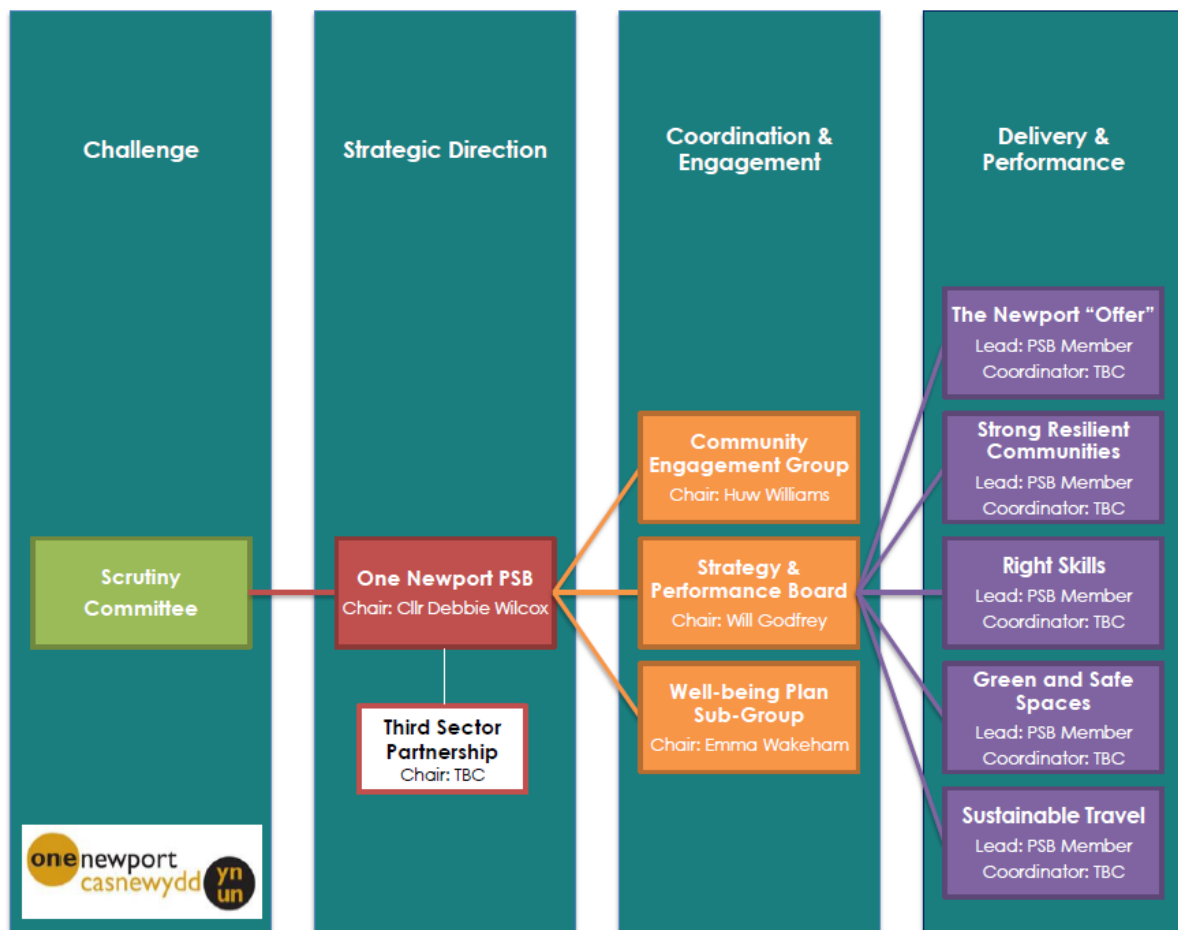 Challenge
Strategic Direction
Coordination &
Engagement
Delivery &
Performance
Scrutiny
Committee
One Newport PSB
Chair: Cllr Debbie Wilcox
Third Sector
Partnership
Chair: TBC
Community
Engagement Group
Chair: Huw Williams
Strategy &
Performance Board
Chair: Will Godfrey
Well-being Plan
Sub-Group
Chair: Emma Wakeham
The Newport “Offer”
Lead: PSB Member
Coordinator: TBC
Strong Resilient
Communities
Lead: PSB Member
Coordinator: TBC
Right Skills
Lead: PSB Member
Coordinator: TBC
Green and Safe
Spaces
Lead: PSB Member
Coordinator: TBC
Sustainable Travel
Lead: PSB Member
Coordinator: TBC
one newport
casnewydd
yn
un